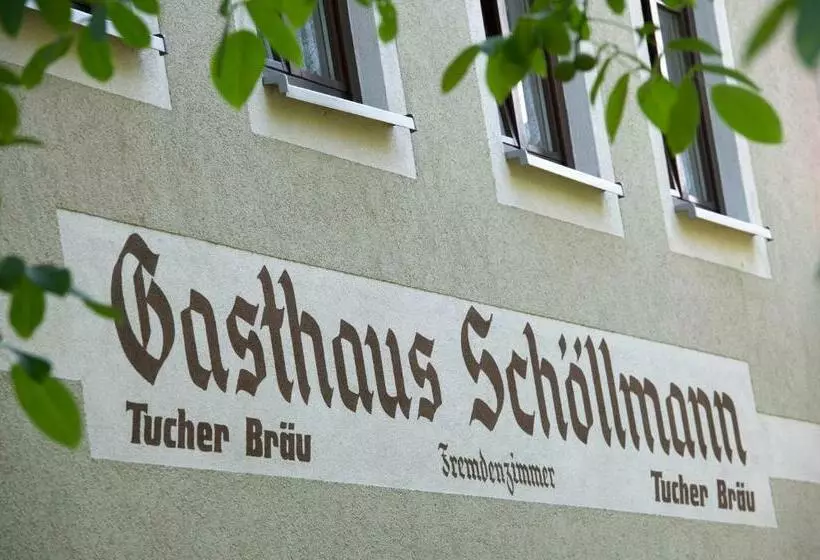 Gasthaus Schöllmann
Tucher Bräu
Fremdenzimmer
Tucher Bräu